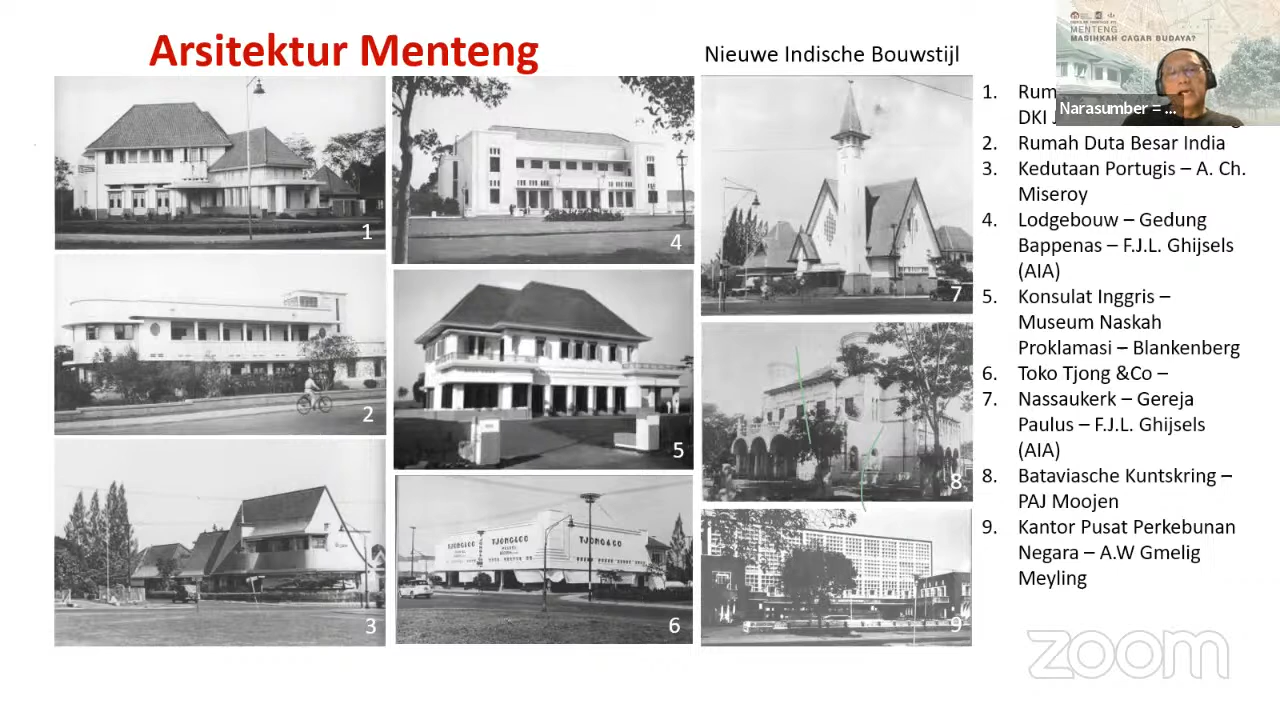 Arsitektur Menteng
Nieuwe Indische Bouwstijl
MENTENG
MASIHKAH CAGAR BUDAYA?
Narasumber = ...
1
2
3
4
5
6
7
8
9
TJONG&CO
TJONG&CO
1. Rum
DKI
2. Rumah Duta Besar India
3. Kedutaan Portugis – A. Ch.
Miseroy
4. Lodgebouw – Gedung
Bappenas – F.J.L. Ghijsels
(AIA)
5. Konsulat Inggris –
Museum Naskah
Proklamasi – Blankenberg
6. Toko Tjong &Co –
7. Nassaukerk – Gereja
Paulus – F.J.L. Ghijsels
(AIA)
8. Bataviasche Kuntskring –
PAJ Moojen
9. Kantor Pusat Perkebunan
Negara – A.W Gmelig
Meyling
zoom